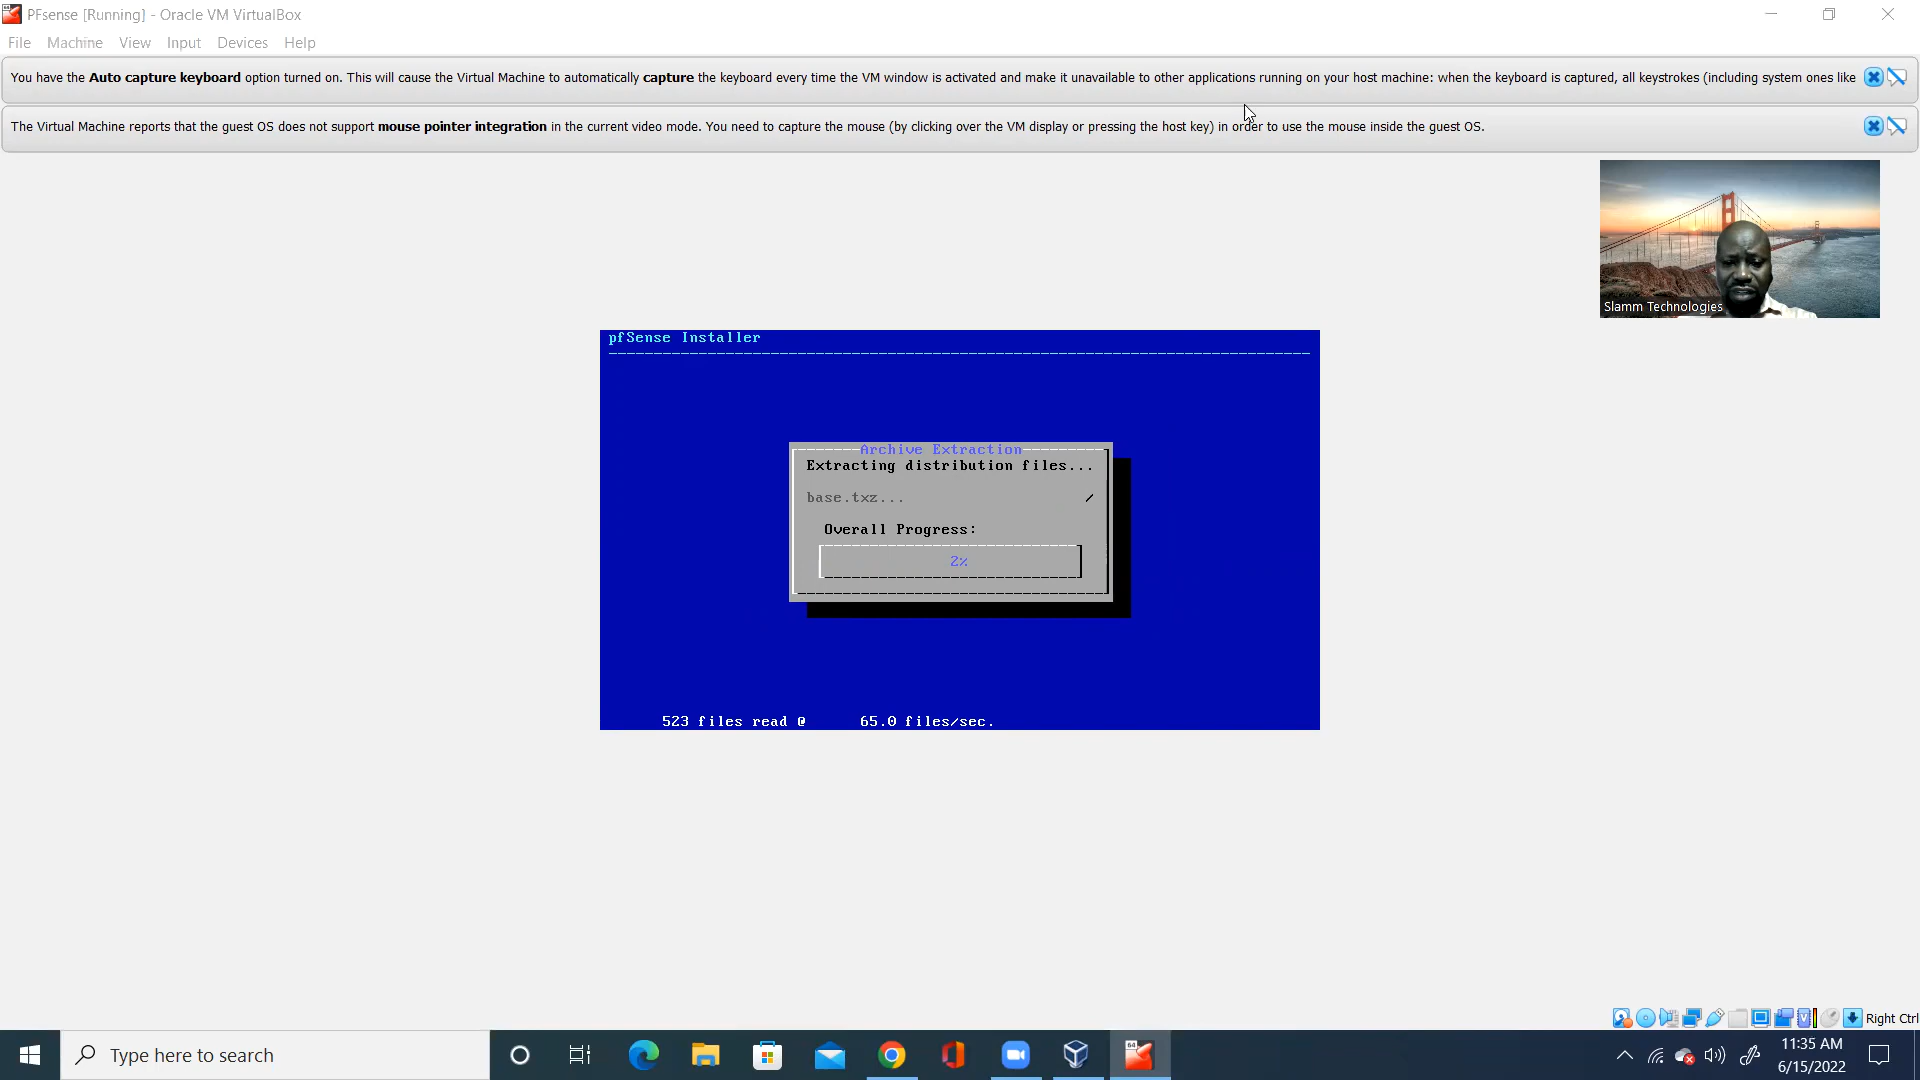 PFsense [Running] - Oracle VM VirtualBox
File Machine View Input Devices Help
You have the Auto capture keyboard option turned on. This will cause the Virtual Machine to automatically capture the keyboard every time the VM window is activated and make it unavailable to other applications running on your host machine: when the keyboard is captured, all keystrokes (including system ones like
The Virtual Machine reports that the guest OS does not support mouse pointer integration in the current video mode. You need to capture the mouse (by clicking over the VM display or pressing the host key) in order to use the mouse inside the guest OS.
Slamm Technologies
pfSense Installer
Archive Extraction
Extracting distribution files...
base.txz... /
Overall Progress:
2%
523 files read @ 65.0 files/sec.
Right Ctrl
Type here to search
11:35 AM
6/15/2022